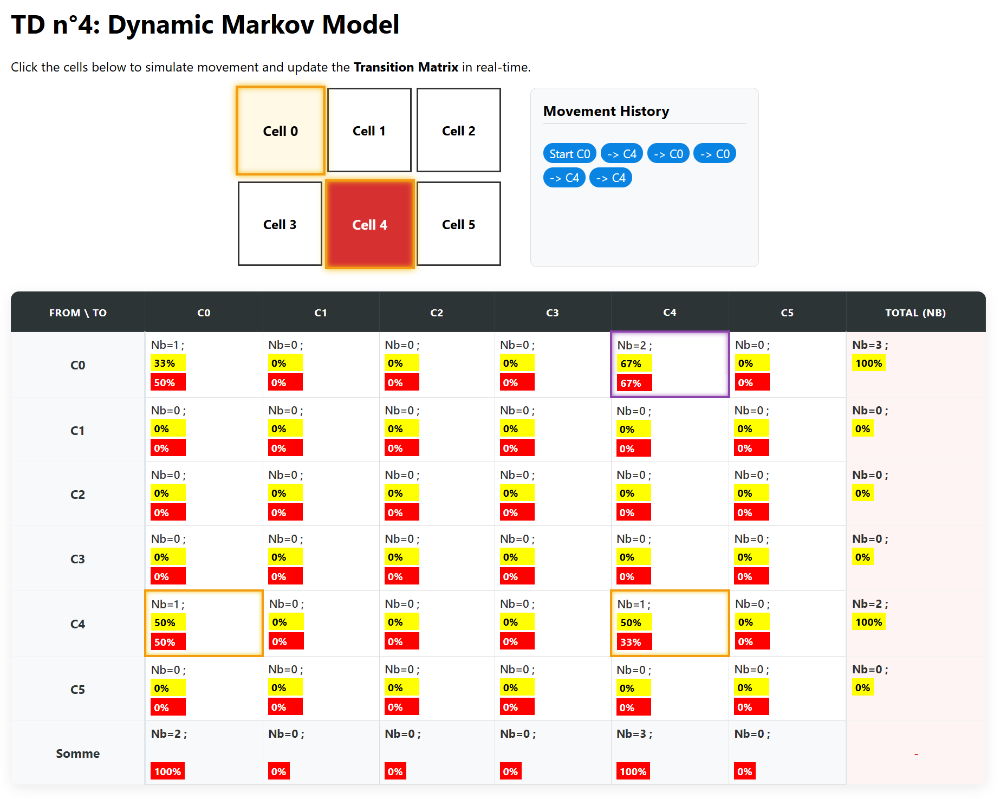 TD n°4: Dynamic Markov Model
Click the cells below to simulate movement and update the Transition Matrix in real-time.
Cell 0 Cell 1 Cell 2
Cell 3 Cell 4 Cell 5
Movement History
Start C0 -> C4 -> C0 -> C0
-> C4 -> C4
FROM \ TO C0 C1 C2 C3 C4 C5 TOTAL (NB)
C0
Nb=1 ; Nb=0 ; Nb=0 ; Nb=0 ; Nb=2 ; Nb=0 ; Nb=3 ;
33% 0% 0% 0% 67% 0% 100%
50% 0% 0% 0% 67% 0%
C1
Nb=0 ; Nb=0 ; Nb=0 ; Nb=0 ; Nb=0 ; Nb=0 ; Nb=0 ;
0% 0% 0% 0% 0% 0% 0%
0% 0% 0% 0% 0% 0%
C2
Nb=0 ; Nb=0 ; Nb=0 ; Nb=0 ; Nb=0 ; Nb=0 ; Nb=0 ;
0% 0% 0% 0% 0% 0% 0%
0% 0% 0% 0% 0% 0%
C3
Nb=0 ; Nb=0 ; Nb=0 ; Nb=0 ; Nb=0 ; Nb=0 ; Nb=0 ;
0% 0% 0% 0% 0% 0% 0%
0% 0% 0% 0% 0% 0%
C4
Nb=1 ; Nb=0 ; Nb=0 ; Nb=0 ; Nb=1 ; Nb=0 ; Nb=2 ;
50% 0% 0% 0% 50% 0% 100%
50% 0% 0% 0% 33% 0%
C5
Nb=0 ; Nb=0 ; Nb=0 ; Nb=0 ; Nb=0 ; Nb=0 ; Nb=0 ;
0% 0% 0% 0% 0% 0% 0%
0% 0% 0% 0% 0% 0%
Somme
Nb=2 ; Nb=0 ; Nb=0 ; Nb=0 ; Nb=3 ; Nb=0 ; -
100% 0% 0% 0% 100% 0%